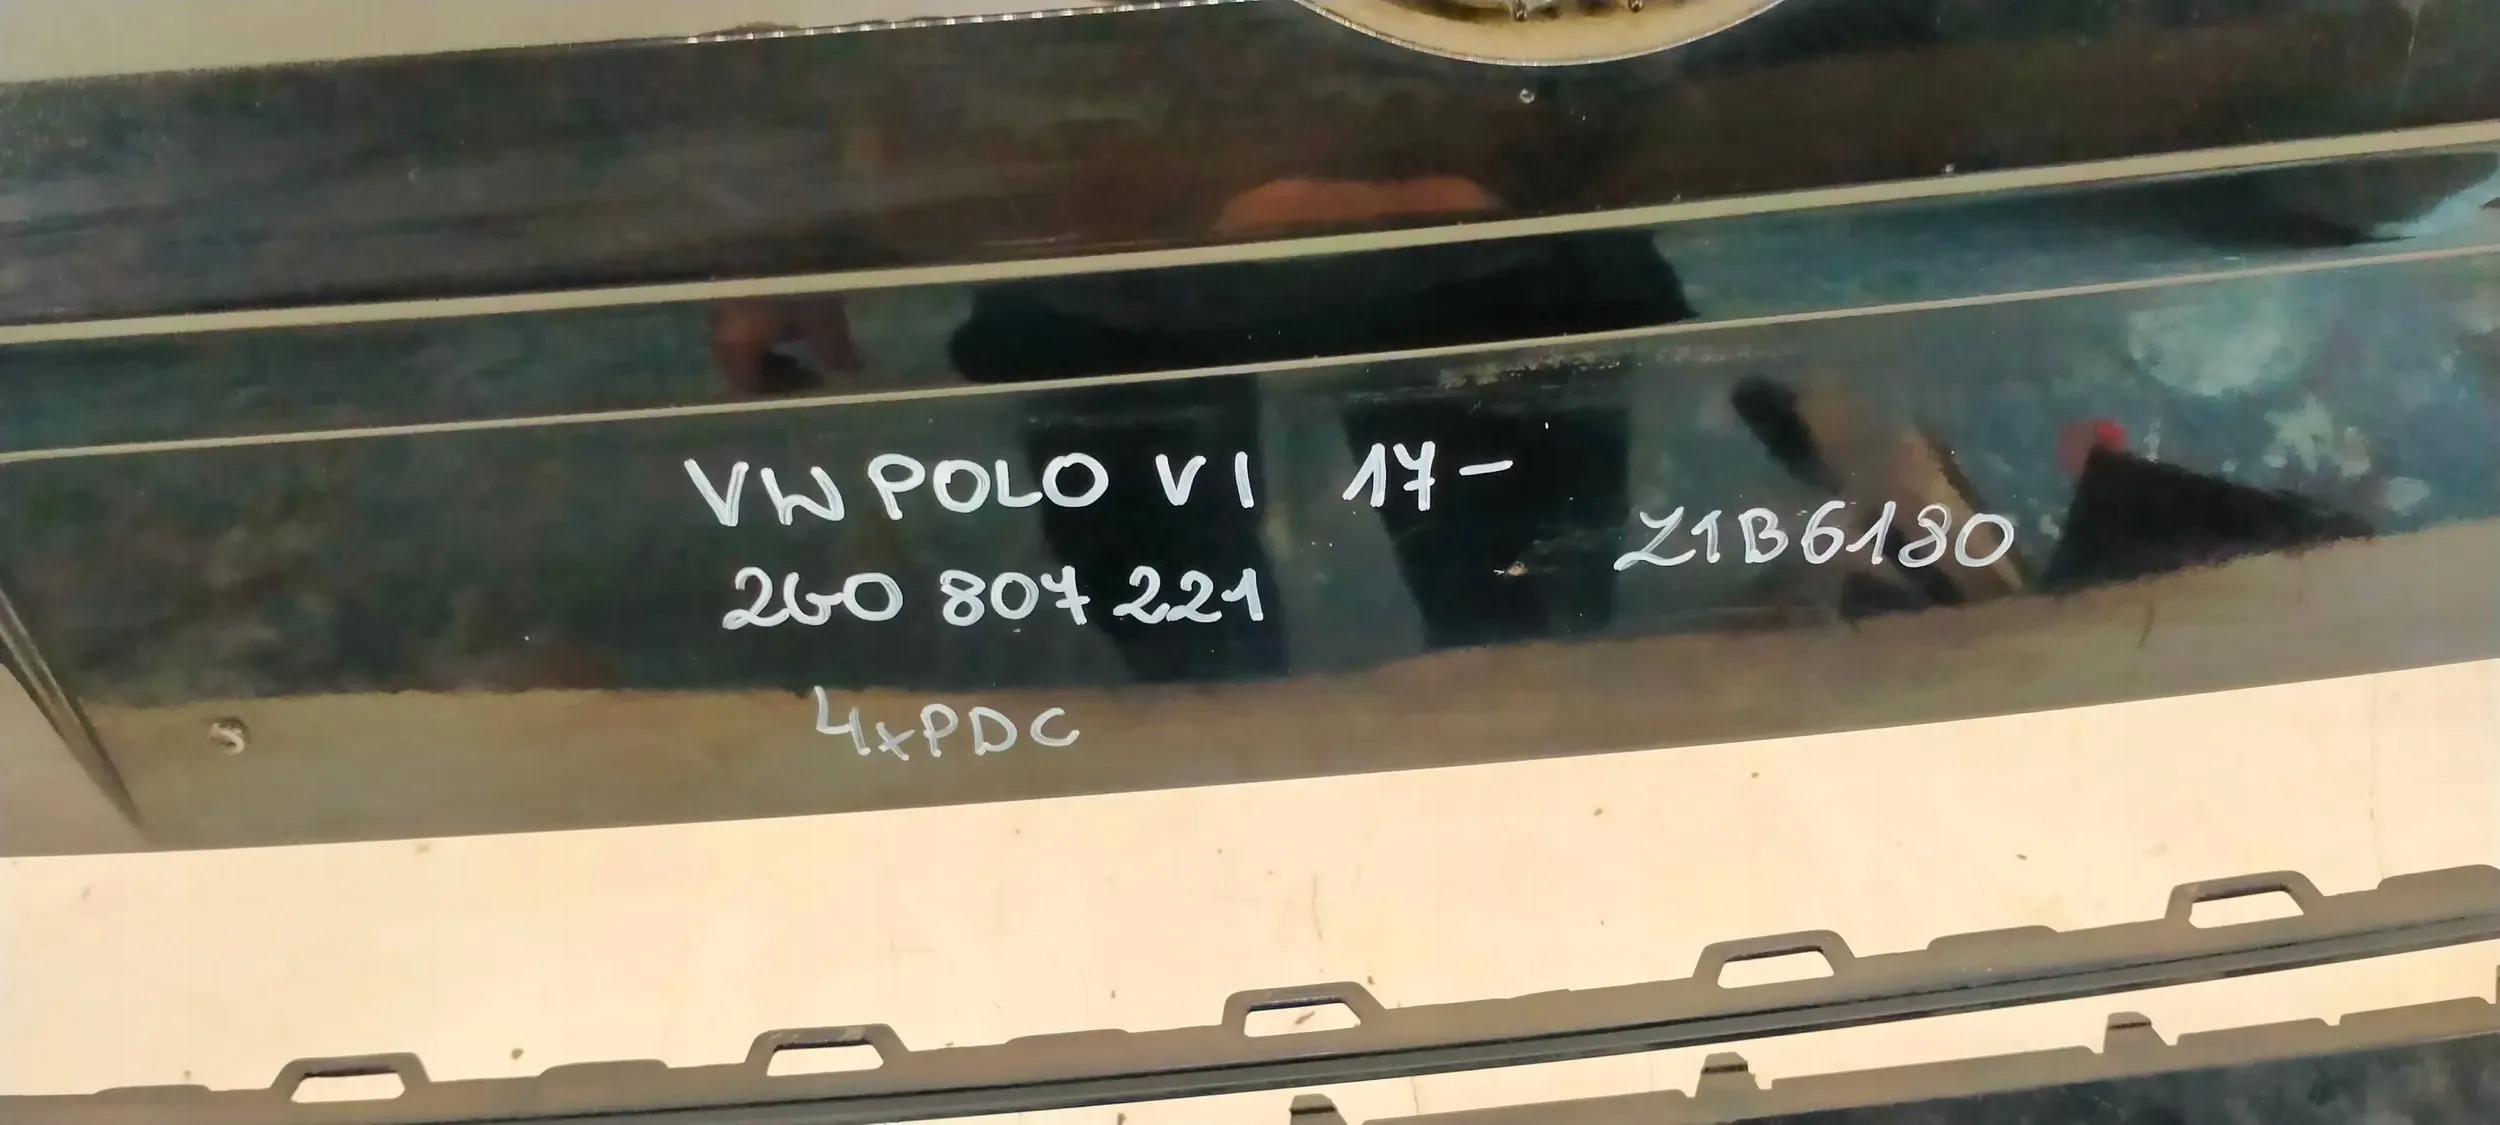 VW POLO VI 17-
Z1B6180
2G0 807 221
4xPDC